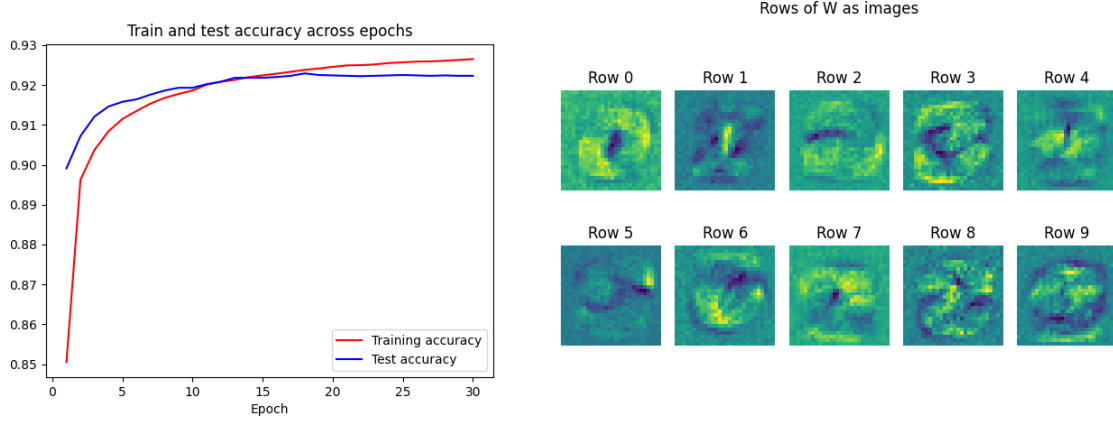 Train and test accuracy across epochs
0.93
0.92
0.91
0.90
0.89
0.88
0.87
0.86
0.85
0
5
10
15
20
25
30
Epoch
Training accuracy
Test accuracy
Rows of W as images
Row 0
Row 1
Row 2
Row 3
Row 4
Row 5
Row 6
Row 7
Row 8
Row 9